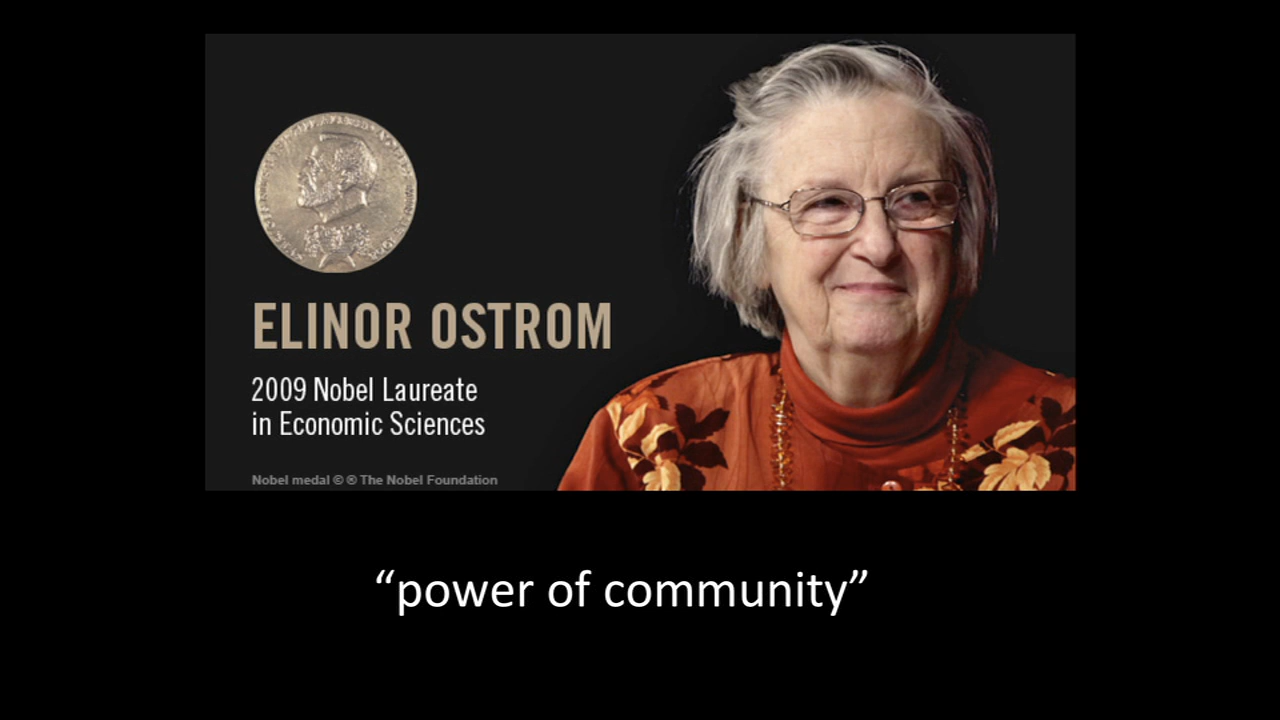 ELINOR OSTROM
2009 Nobel Laureate
in Economic Sciences
Nobel medal © ® The Nobel Foundation
“power of community”